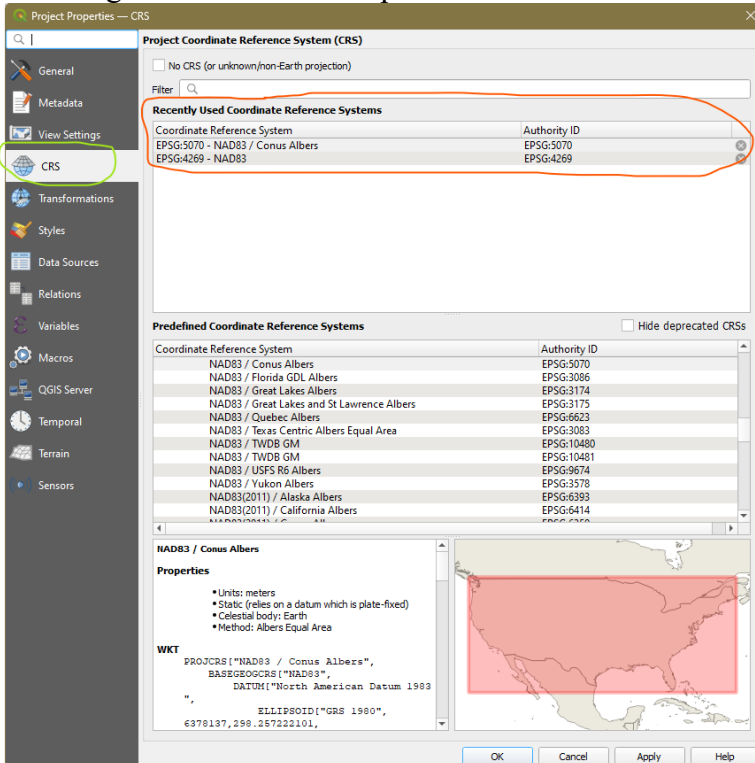 Project Properties — CRS
Project Coordinate Reference System (CRS)
No CRS (or unknown/non-Earth projection)
Filter
General
Metadata
View Settings
CRS
Transformations
Styles
Data Sources
Relations
Variables
Macros
QGIS Server
Temporal
Terrain
Sensors
Recently Used Coordinate Reference Systems
Coordinate Reference System Authority ID
EPSG:5070 - NAD83 / Conus Albers EPSG:5070
EPSG:4269 - NAD83 EPSG:4269
Predefined Coordinate Reference Systems Hide deprecated CRSs
Coordinate Reference System Authority ID
NAD83 / Conus Albers EPSG:5070
NAD83 / Florida GDL Albers EPSG:3086
NAD83 / Great Lakes Albers EPSG:3174
NAD83 / Great Lakes and St Lawrence Albers EPSG:3175
NAD83 / Quebec Albers EPSG:6623
NAD83 / Texas Centric Albers Equal Area EPSG:3083
NAD83 / TWDB GM EPSG:10480
NAD83 / TWDB GM EPSG:10481
NAD83 / USFS R6 Albers EPSG:9674
NAD83 / Yukon Albers EPSG:3578
NAD83(2011) / Alaska Albers EPSG:6393
NAD83(2011) / California Albers EPSG:6414
NAD83 / Conus Albers
Properties
• Units: meters
• Static (relies on a datum which is plate-fixed)
• Celestial body: Earth
• Method: Albers Equal Area
WKT
PROJCRS["NAD83 / Conus Albers",
BASEGEOGCRS["NAD83",
DATUM["North American Datum 1983
",
ELLIPSOID["GRS 1980",
6378137,298.257222101,
OK Cancel Apply Help